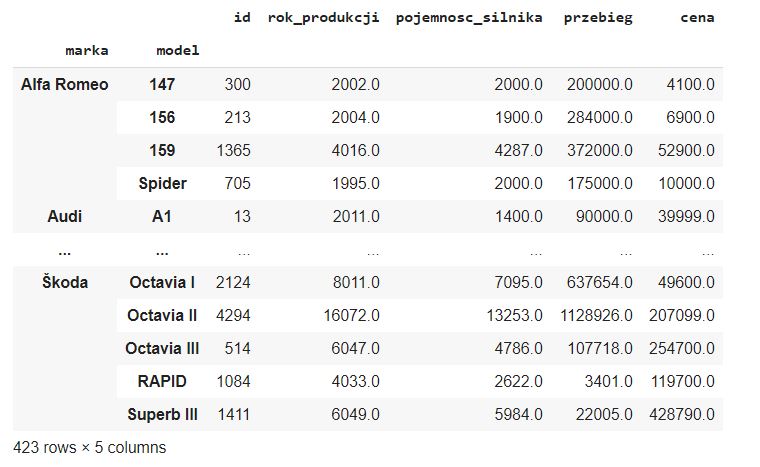 id rok_produkcji pojemnosc_silnika przebieg cena
marka model
Alfa Romeo 147 300 2002.0 2000.0 200000.0 4100.0
156 213 2004.0 1900.0 284000.0 6900.0
159 1365 4016.0 4287.0 372000.0 52900.0
Spider 705 1995.0 2000.0 175000.0 10000.0
Audi A1 13 2011.0 1400.0 90000.0 39999.0
... ... ... ... ... ... ...
Škoda Octavia I 2124 8011.0 7095.0 637654.0 49600.0
Octavia II 4294 16072.0 13253.0 1128926.0 207099.0
Octavia III 514 6047.0 4786.0 107718.0 254700.0
RAPID 1084 4033.0 2622.0 3401.0 119700.0
Superb III 1411 6049.0 5984.0 22005.0 428790.0
423 rows × 5 columns